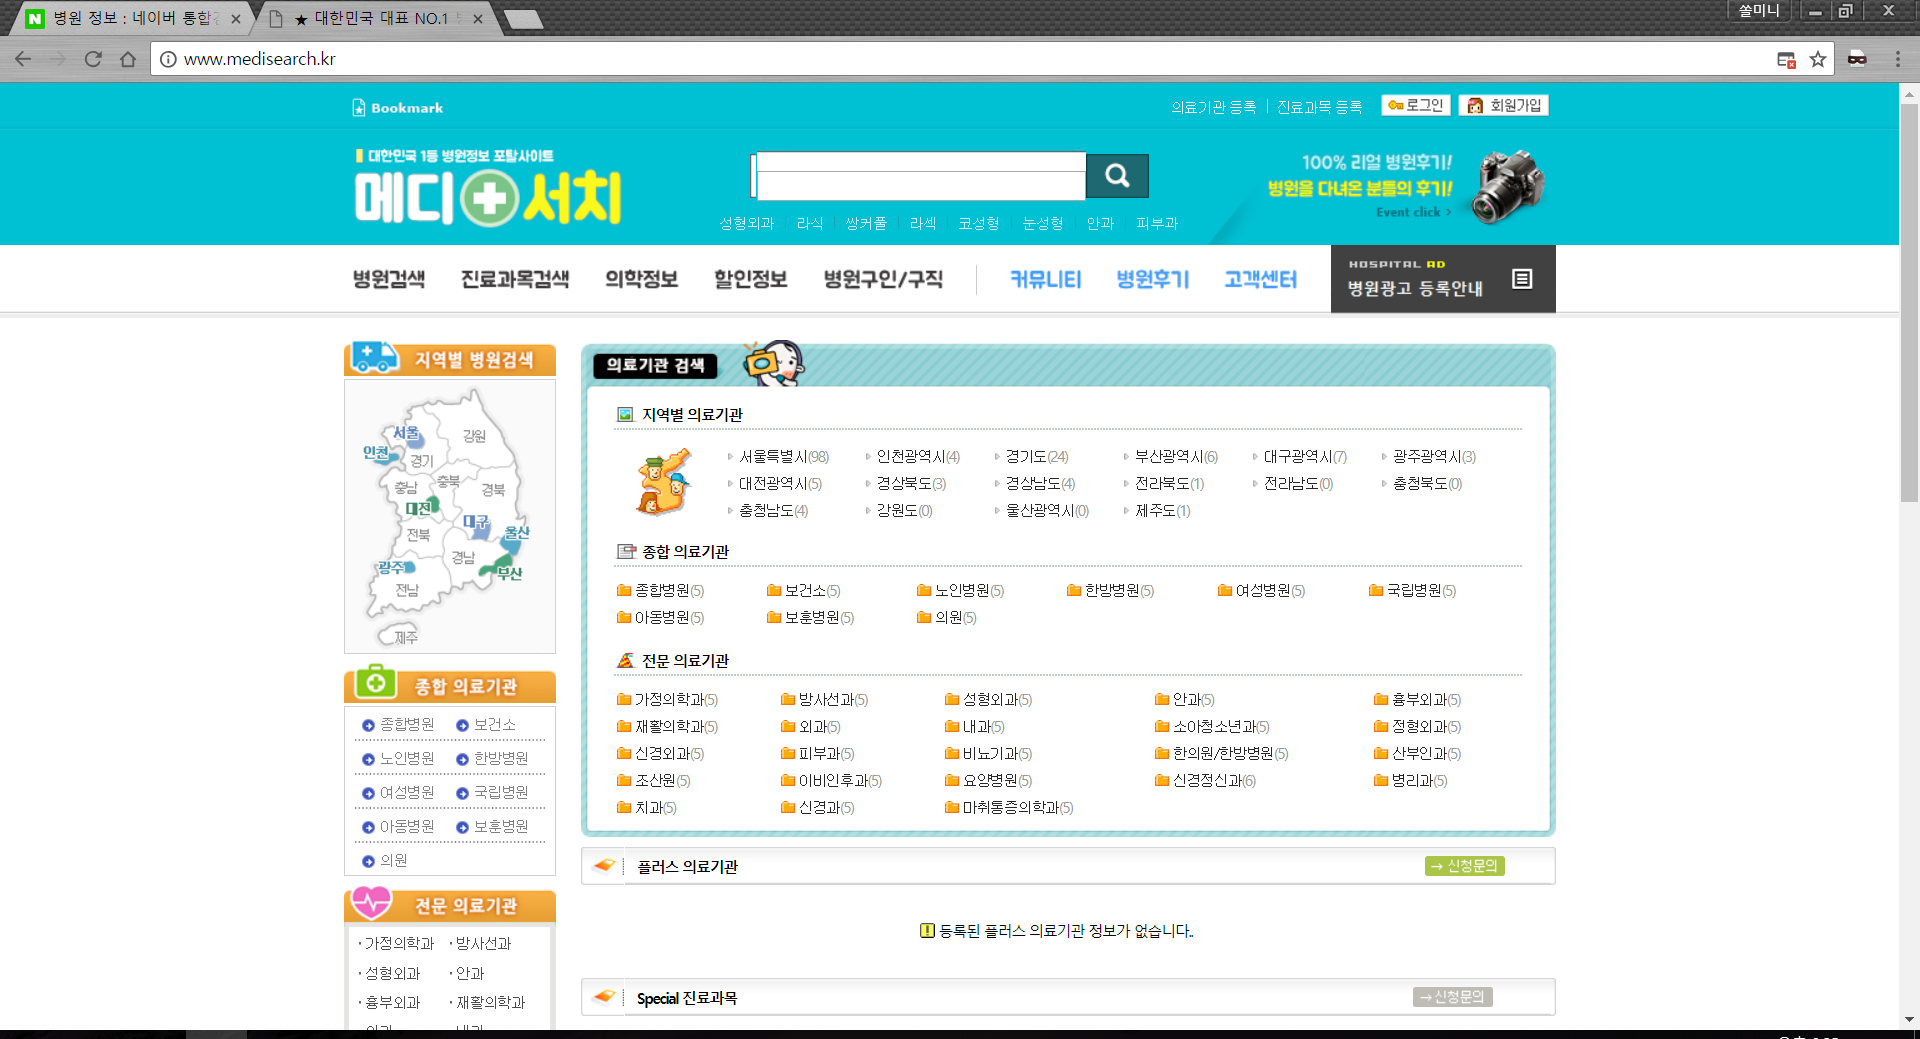 병원 정보 : 네이버 통합
★ 대한민국 대표 NO.1
쏠미니
www.medisearch.kr
Bookmark
의료기관 등록 | 진료과목 등록
로그인
회원가입
대한민국 1등 병원정보 포탈사이트
메디서치
성형외과 라식 쌍커풀 라섹 코성형 눈성형 안과 피부과
100% 리얼 병원후기!
병원을 다녀온 분들의 후기!
Event click >
병원검색 진료과목검색 의학정보 할인정보 병원구인/구직 커뮤니티 병원후기 고객센터
HOSPITAL AD
병원광고 등록안내
지역별 병원검색
서울
강원
인천
경기
충남
충북
경북
대전
대구
전북
울산
경남
광주
부산
전남
제주
종합 의료기관
종합병원 보건소
노인병원 한방병원
여성병원 국립병원
아동병원 보훈병원
의원
전문 의료기관
·가정의학과 ·방사선과
·성형외과 ·안과
·흉부외과 ·재활의학과
의료기관 검색
지역별 의료기관
서울특별시(98) 인천광역시(4) 경기도(24) 부산광역시(6) 대구광역시(7) 광주광역시(3)
대전광역시(5) 경상북도(3) 경상남도(4) 전라북도(1) 전라남도(0) 충청북도(0)
충청남도(4) 강원도(0) 울산광역시(0) 제주도(1)
종합 의료기관
종합병원(5) 보건소(5) 노인병원(5) 한방병원(5) 여성병원(5) 국립병원(5)
아동병원(5) 보훈병원(5) 의원(5)
전문 의료기관
가정의학과(5) 방사선과(5) 성형외과(5) 안과(5) 흉부외과(5)
재활의학과(5) 외과(5) 내과(5) 소아청소년과(5) 정형외과(5)
신경외과(5) 피부과(5) 비뇨기과(5) 한의원/한방병원(5) 산부인과(5)
조산원(5) 이비인후과(5) 요양병원(5) 신경정신과(6) 병리과(5)
치과(5) 신경과(5) 마취통증의학과(5)
플러스 의료기관
→ 신청문의
등록된 플러스 의료기관 정보가 없습니다.
Special 진료과목
→ 신청문의